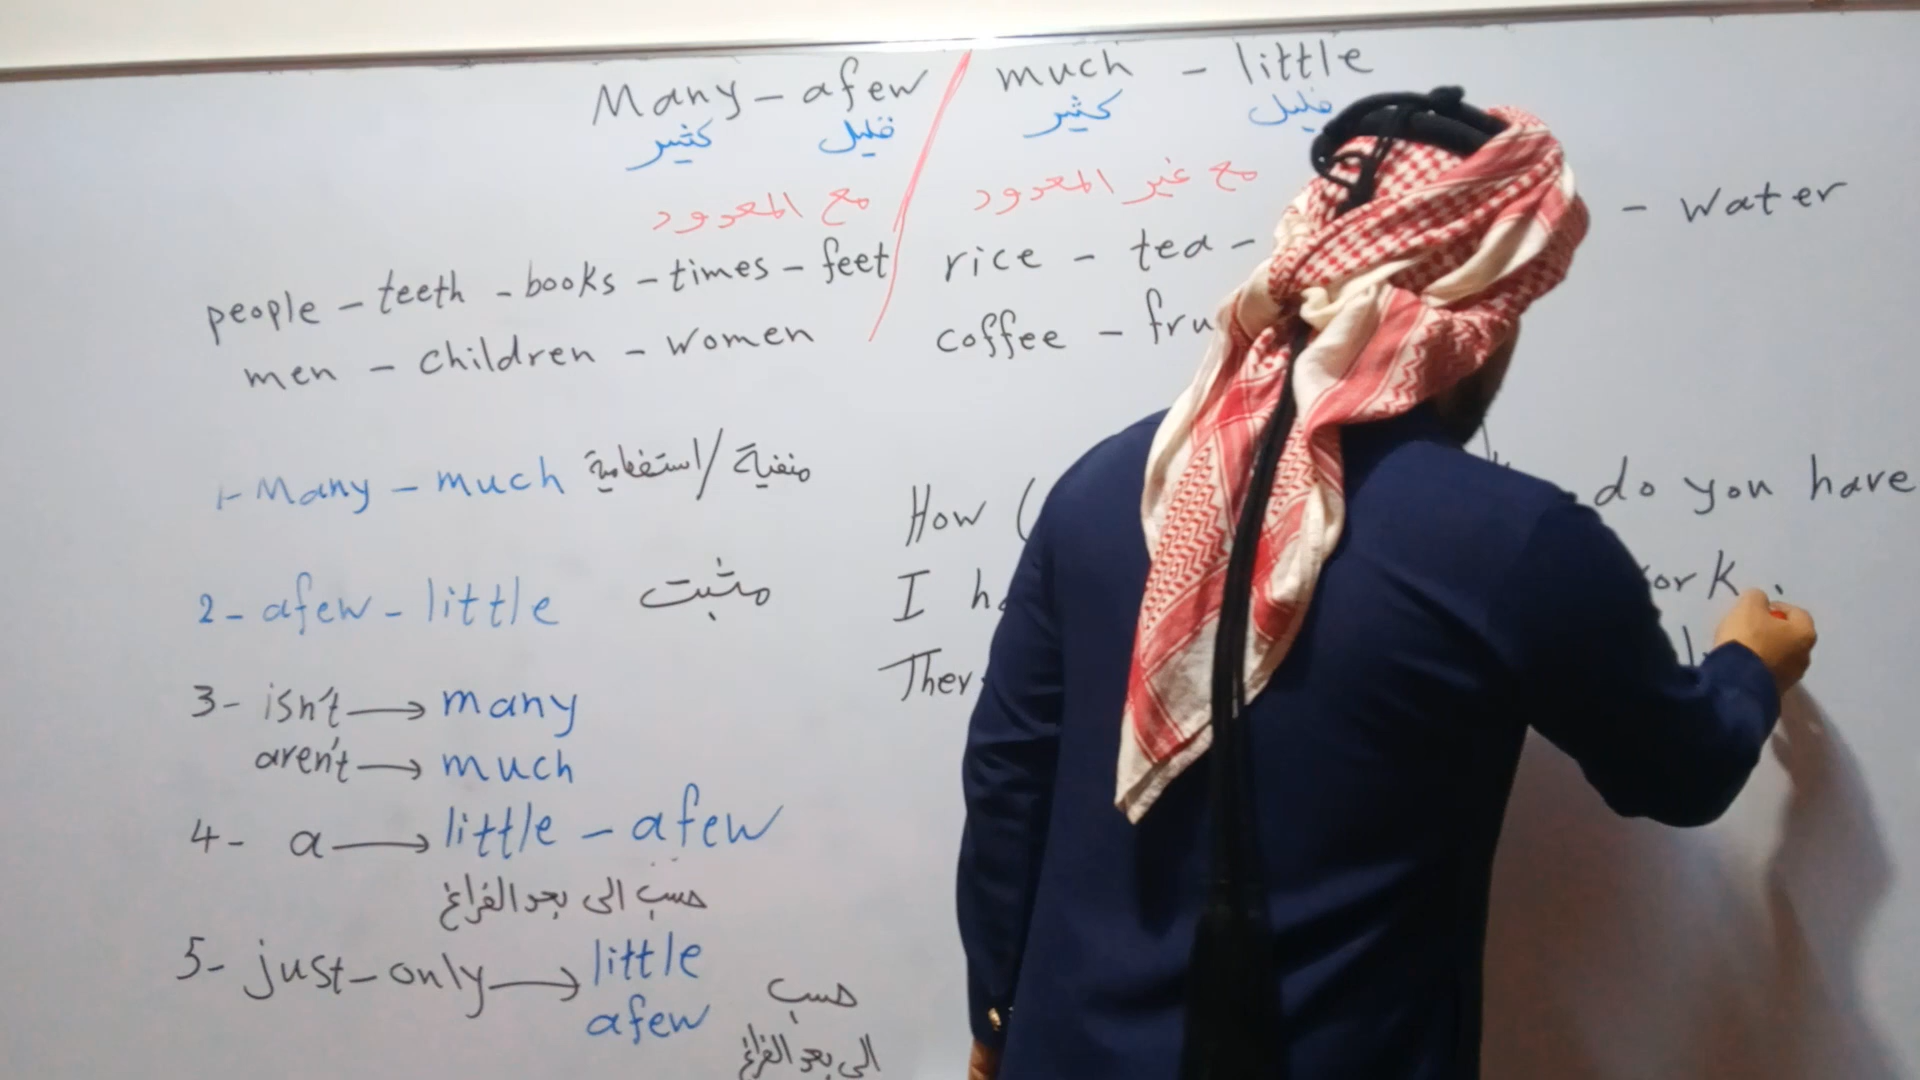 Many - afew / much - little
كثير قليل كثير قليل
مع المعدود مع غير المعدود
people - teeth - books - times - feet rice - tea - - water
men - children - women coffee -
1- Many - much منفية / استفهامية
How ( do you have
2- afew - little مثبت
I
3- isn't → many
aren't → much
4- a → little - afew
حسب الى بعد الفراغ
5- just - only → little
afew
حسب
الى بعد الفراغ